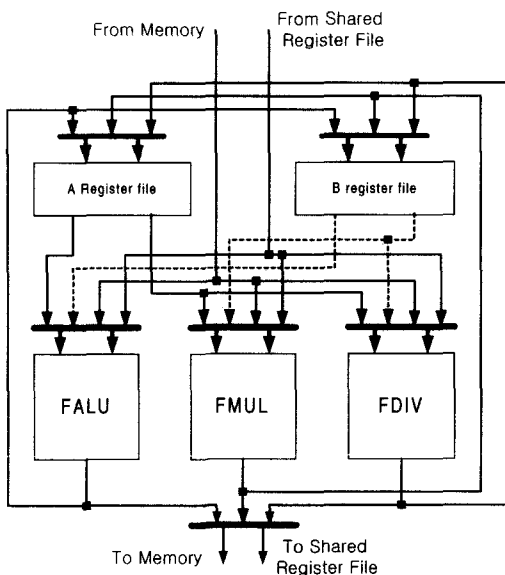 From Memory
From Shared
Register File
A Register file
B register file
FALU
FMUL
FDIV
To Memory
To Shared
Register File